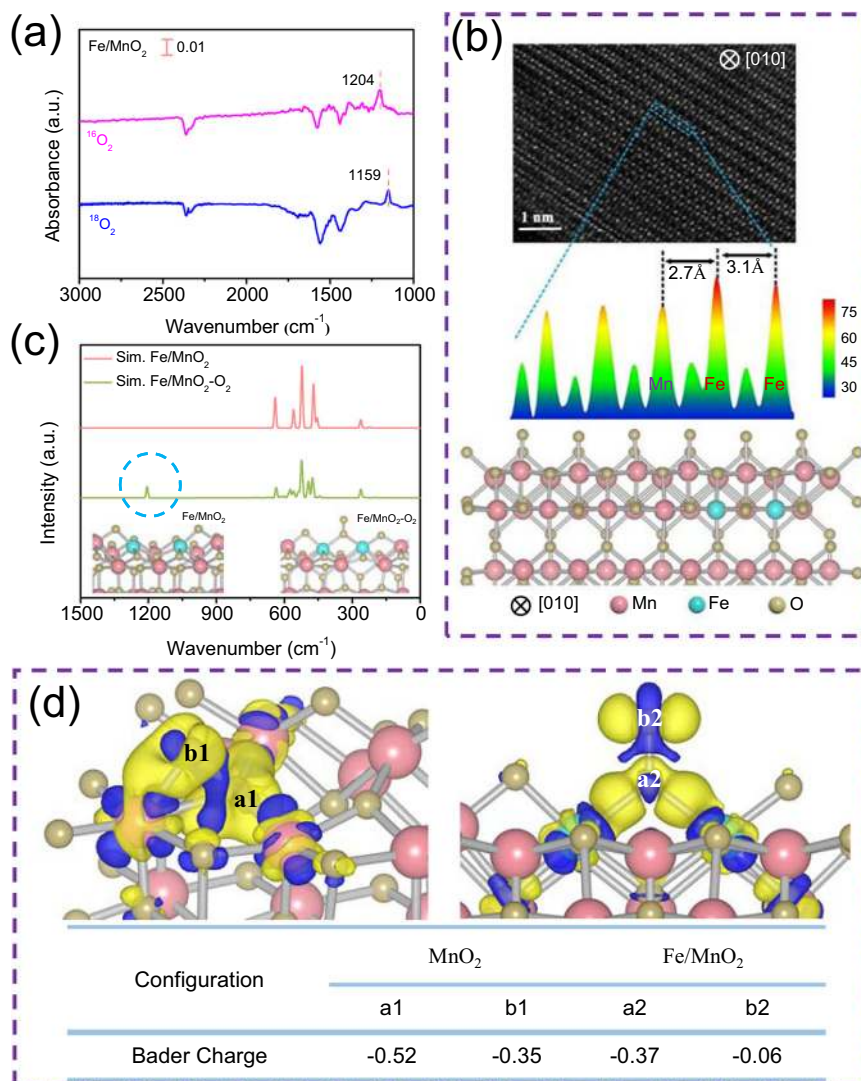 (a)
Fe/MnO₂ 0.01
1204
¹⁶O₂
1159
¹⁸O₂
Absorbance (a.u.)
3000 2500 2000 1500 1000
Wavenumber (cm⁻¹)
(b)
⊗ [010]
1 nm
2.7Å 3.1Å
Mn Fe Fe
75
60
45
30
⊗ [010] Mn Fe O
(c)
Sim. Fe/MnO₂
Sim. Fe/MnO₂-O₂
Intensity (a.u.)
Fe/MnO₂ Fe/MnO₂-O₂
1500 1200 900 600 300 0
Wavenumber (cm⁻¹)
(d)
b1
a1
b2
a2
Configuration MnO₂ Fe/MnO₂
a1 b1 a2 b2
Bader Charge -0.52 -0.35 -0.37 -0.06